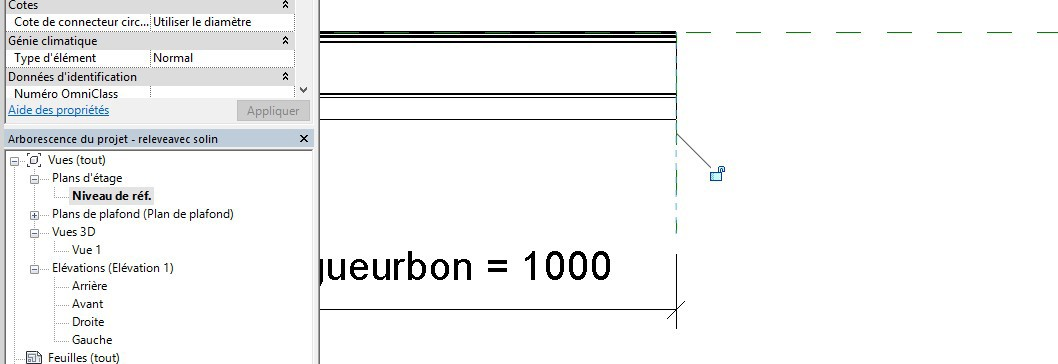 Cotes
Cote de connecteur circ... Utiliser le diamètre
Génie climatique
Type d'élément Normal
Données d'identification
Numéro OmniClass
Aide des propriétés Appliquer
Arborescence du projet - releveavec solin
Vues (tout)
Plans d'étage
Niveau de réf.
Plans de plafond (Plan de plafond)
Vues 3D
Vue 1
Elévations (Elévation 1)
Arrière
Avant
Droite
Gauche
Feuilles (tout)
gueurbon = 1000